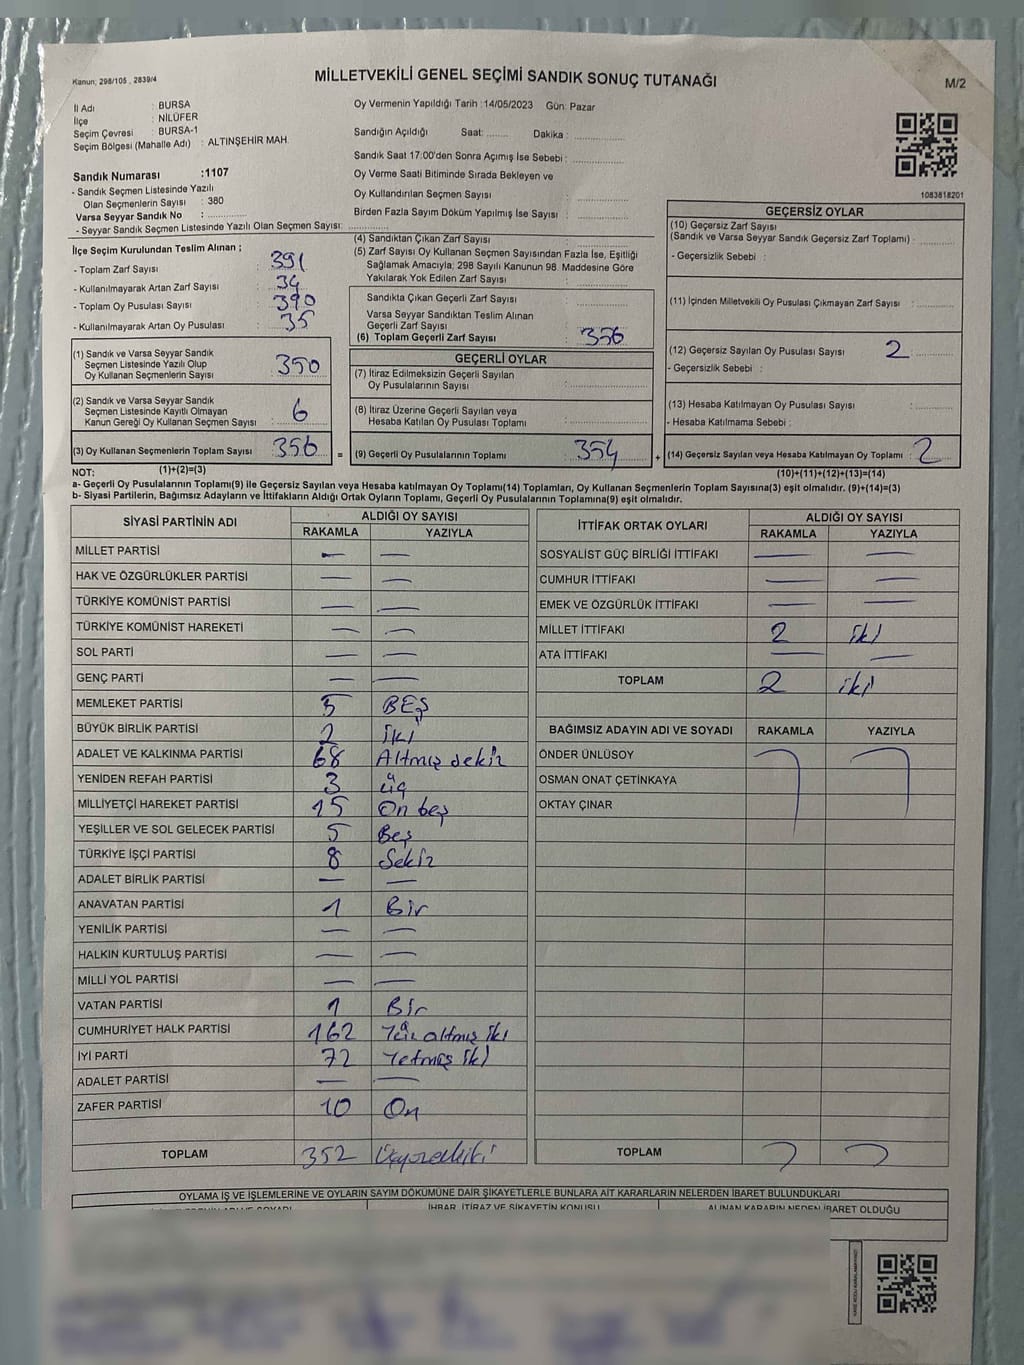 Kanun; 298/105 , 2839/4
MİLLETVEKİLİ GENEL SEÇİMİ SANDIK SONUÇ TUTANAĞI
M/2
İl Adı : BURSA
İlçe : NİLÜFER
Seçim Çevresi : BURSA-1
Seçim Bölgesi (Mahalle Adı) : ALTINŞEHİR MAH.
Sandık Numarası :1107
- Sandık Seçmen Listesinde Yazılı
Olan Seçmenlerin Sayısı : 380
Varsa Seyyar Sandık No : ............
- Seyyar Sandık Seçmen Listesinde Yazılı Olan Seçmen Sayısı: ............
Oy Vermenin Yapıldığı Tarih :14/05/2023 Gün: Pazar
Sandığın Açıldığı Saat: ....... Dakika : ............
Sandık Saat 17:00'den Sonra Açımış İse Sebebi : ............
Oy Verme Saati Bitiminde Sırada Bekleyen ve
Oy Kullandırılan Seçmen Sayısı : ............
Birden Fazla Sayım Döküm Yapılmış İse Sayısı : ............
1083818201
İlçe Seçim Kurulundan Teslim Alınan ;
- Toplam Zarf Sayısı : 391
- Kullanılmayarak Artan Zarf Sayısı : 34
- Toplam Oy Pusulası Sayısı : 390
- Kullanılmayarak Artan Oy Pusulası : 35
(1) Sandık ve Varsa Seyyar Sandık
Seçmen Listesinde Yazılı Olup
Oy Kullanan Seçmenlerin Sayısı : 350
(2) Sandık ve Varsa Seyyar Sandık
Seçmen Listesinde Kayıtlı Olmayan
Kanun Gereği Oy Kullanan Seçmen Sayısı : 6
(3) Oy Kullanan Seçmenlerin Toplam Sayısı : 356 =
(4) Sandıktan Çıkan Zarf Sayısı : ............
(5) Zarf Sayısı Oy Kullanan Seçmen Sayısından Fazla İse, Eşitliği
Sağlamak Amacıyla; 298 Sayılı Kanunun 98. Maddesine Göre
Yakılarak Yok Edilen Zarf Sayısı : ............
Sandıkta Çıkan Geçerli Zarf Sayısı : ............
Varsa Seyyar Sandıktan Teslim Alınan
Geçerli Zarf Sayısı : ............
(6) Toplam Geçerli Zarf Sayısı : 356
GEÇERLİ OYLAR
(7) İtiraz Edilmeksizin Geçerli Sayılan
Oy Pusulalarının Sayısı : ............
(8) İtiraz Üzerine Geçerli Sayılan veya
Hesaba Katılan Oy Pusulası Toplamı : ............
(9) Geçerli Oy Pusulalarının Toplamı : 354 +
GEÇERSİZ OYLAR
(10) Geçersiz Zarf Sayısı
(Sandık ve Varsa Seyyar Sandık Geçersiz Zarf Toplamı) : ............
- Geçersizlik Sebebi :
(11) İçinden Milletvekili Oy Pusulası Çıkmayan Zarf Sayısı : ............
(12) Geçersiz Sayılan Oy Pusulası Sayısı : 2
- Geçersizlik Sebebi :
(13) Hesaba Katılmayan Oy Pusulası Sayısı : ............
- Hesaba Katılmama Sebebi :
(14) Geçersiz Sayılan veya Hesaba Katılmayan Oy Toplamı : 2
NOT: (1)+(2)=(3)
(10)+(11)+(12)+(13)=(14)
a- Geçerli Oy Pusulalarının Toplamı(9) ile Geçersiz Sayılan veya Hesaba katılmayan Oy Toplamı(14) Toplamları, Oy Kullanan Seçmenlerin Toplam Sayısına(3) eşit olmalıdır. (9)+(14)=(3)
b- Siyasi Partilerin, Bağımsız Adayların ve İttifakların Aldığı Ortak Oyların Toplamı, Geçerli Oy Pusulalarının Toplamına(9) eşit olmalıdır.
SİYASİ PARTİNİN ADI ALDIĞI OY SAYISI
RAKAMLA YAZIYLA
MİLLET PARTİSİ — —
HAK VE ÖZGÜRLÜKLER PARTİSİ — —
TÜRKİYE KOMÜNİST PARTİSİ — —
TÜRKİYE KOMÜNİST HAREKETİ — —
SOL PARTİ — —
GENÇ PARTİ — —
MEMLEKET PARTİSİ 5 BEŞ
BÜYÜK BİRLİK PARTİSİ 2 İKİ
ADALET VE KALKINMA PARTİSİ 68 Altmış sekiz
YENİDEN REFAH PARTİSİ 3 üç
MİLLİYETÇİ HAREKET PARTİSİ 15 On beş
YEŞİLLER VE SOL GELECEK PARTİSİ 5 Beş
TÜRKİYE İŞÇİ PARTİSİ 8 Sekiz
ADALET BİRLİK PARTİSİ — —
ANAVATAN PARTİSİ 1 Bir
YENİLİK PARTİSİ — —
HALKIN KURTULUŞ PARTİSİ — —
MİLLİ YOL PARTİSİ — —
VATAN PARTİSİ 1 Bir
CUMHURİYET HALK PARTİSİ 162 Yüz altmış iki
İYİ PARTİ 72 Yetmiş iki
ADALET PARTİSİ — —
ZAFER PARTİSİ 10 On
TOPLAM 352 Üçyüzelliiki
İTTİFAK ORTAK OYLARI ALDIĞI OY SAYISI
RAKAMLA YAZIYLA
SOSYALİST GÜÇ BİRLİĞİ İTTİFAKI — —
CUMHUR İTTİFAKI — —
EMEK VE ÖZGÜRLÜK İTTİFAKI — —
MİLLET İTTİFAKI 2 iki
ATA İTTİFAKI — —
TOPLAM 2 iki
BAĞIMSIZ ADAYIN ADI VE SOYADI RAKAMLA YAZIYLA
ÖNDER ÜNLÜSOY
OSMAN ONAT ÇETİNKAYA
OKTAY ÇINAR
TOPLAM
OYLAMA İŞ VE İŞLEMLERİNE VE OYLARIN SAYIM DÖKÜMÜNE DAİR ŞİKAYETLERLE BUNLARA AİT KARARLARIN NELERDEN İBARET BULUNDUKLARI
İHBAR, İTİRAZ VE ŞİKAYETİN KONUSU ALINAN KARARIN NEDEN İBARET OLDUĞU